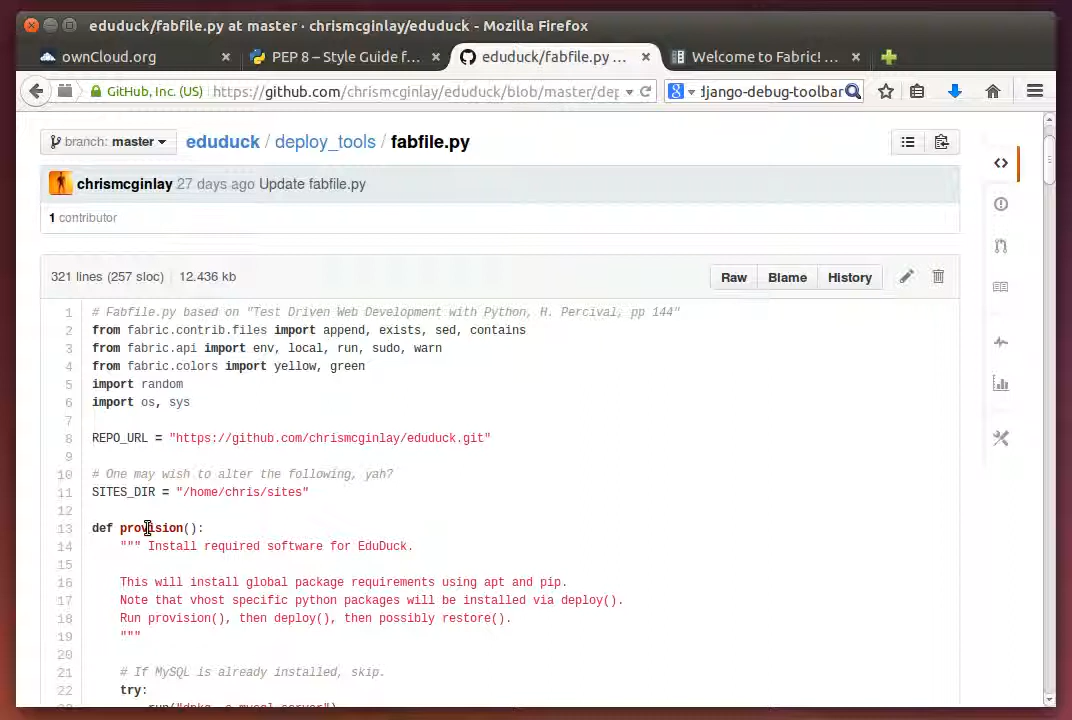 eduduck/fabfile.py at master · chrismcginlay/eduduck - Mozilla Firefox
ownCloud.org
PEP 8 – Style Guide f...
eduduck/fabfile.py ...
Welcome to Fabric! ...
GitHub, Inc. (US)
https://github.com/chrismcginlay/eduduck/blob/master/dep
django-debug-toolbar
branch: master
eduduck / deploy_tools / fabfile.py
chrismcginlay 27 days ago Update fabfile.py
1 contributor
321 lines (257 sloc) 12.436 kb
Raw Blame History
1 # Fabfile.py based on "Test Driven Web Development with Python, H. Percival, pp 144"
2 from fabric.contrib.files import append, exists, sed, contains
3 from fabric.api import env, local, run, sudo, warn
4 from fabric.colors import yellow, green
5 import random
6 import os, sys
7
8 REPO_URL = "https://github.com/chrismcginlay/eduduck.git"
9
10 # One may wish to alter the following, yah?
11 SITES_DIR = "/home/chris/sites"
12
13 def provision():
14 """ Install required software for EduDuck.
15
16 This will install global package requirements using apt and pip.
17 Note that vhost specific python packages will be installed via deploy().
18 Run provision(), then deploy(), then possibly restore().
19 """
20
21 # If MySQL is already installed, skip.
22 try:
23 run("dpkg -s mysql-server")